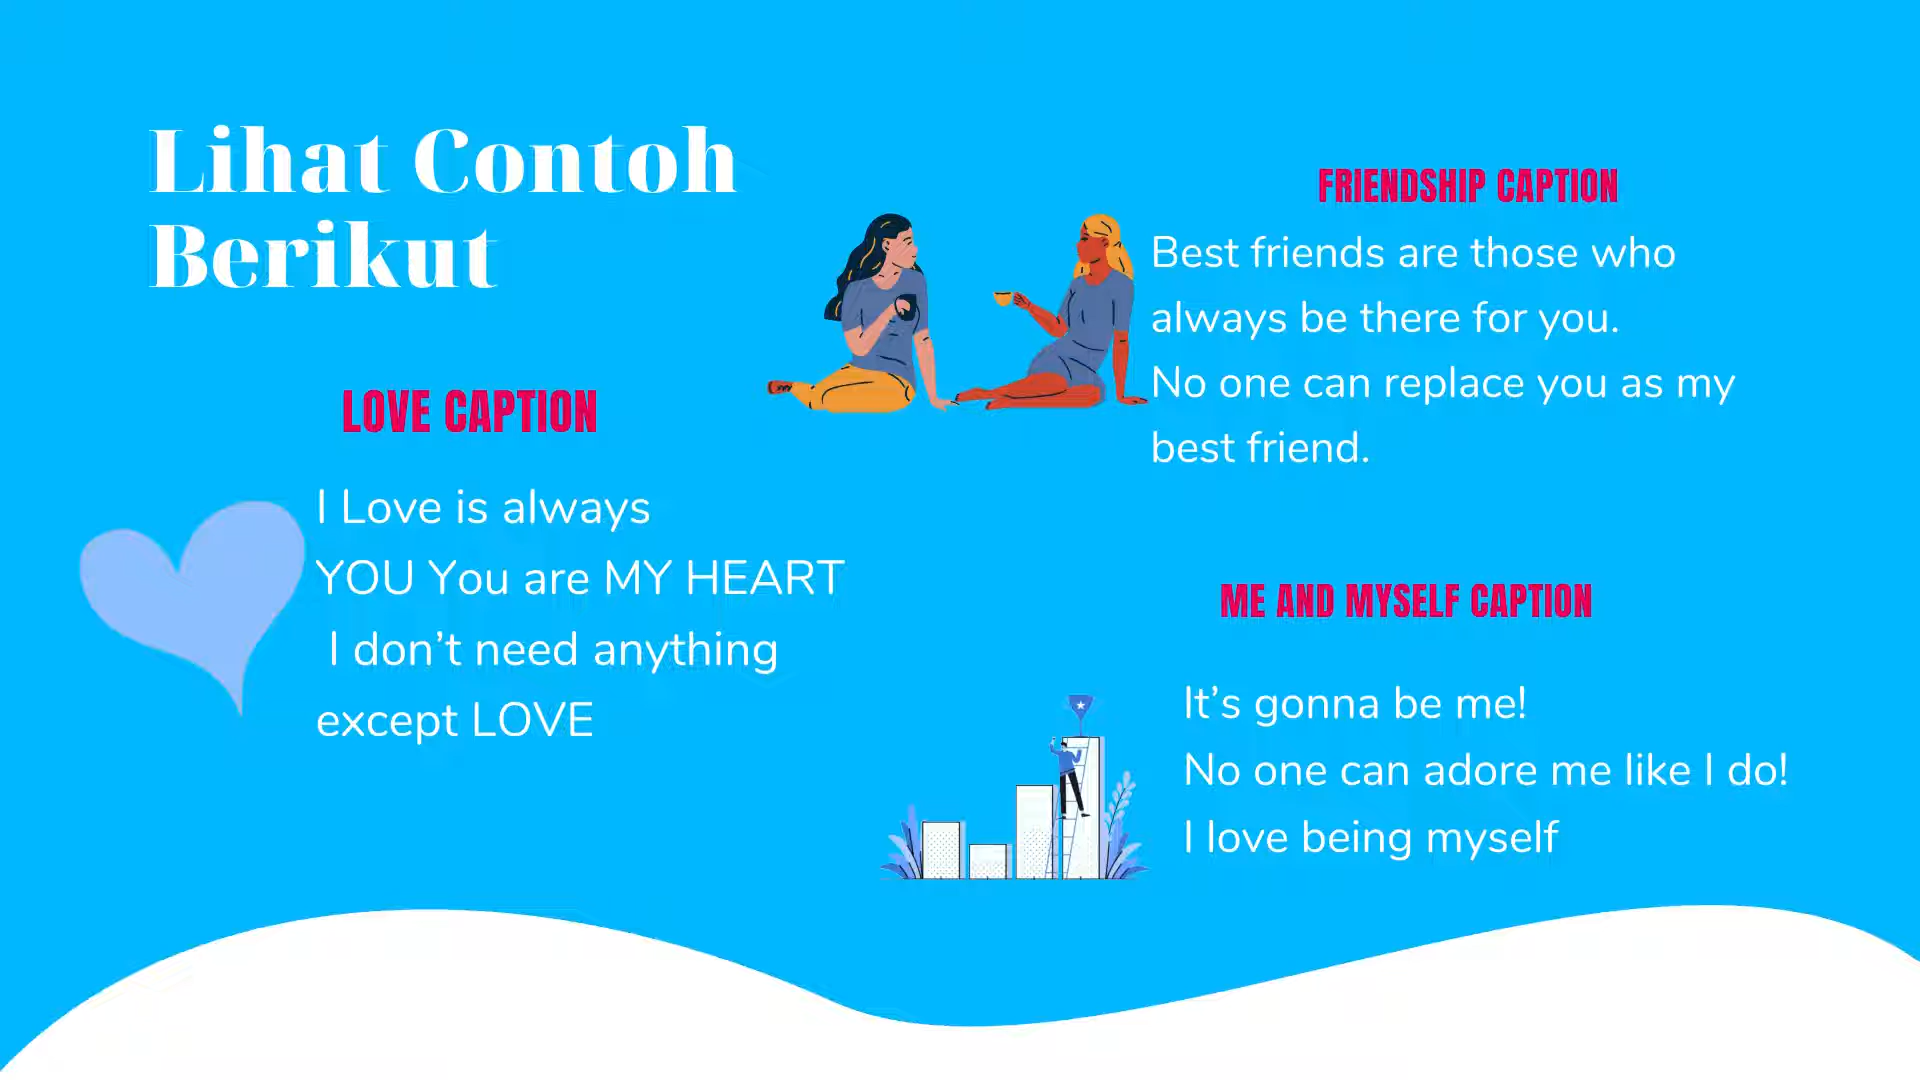 Lihat Contoh
Berikut
LOVE CAPTION
I Love is always
YOU You are MY HEART
I don’t need anything
except LOVE
FRIENDSHIP CAPTION
Best friends are those who
always be there for you.
No one can replace you as my
best friend.
ME AND MYSELF CAPTION
It’s gonna be me!
No one can adore me like I do!
I love being myself